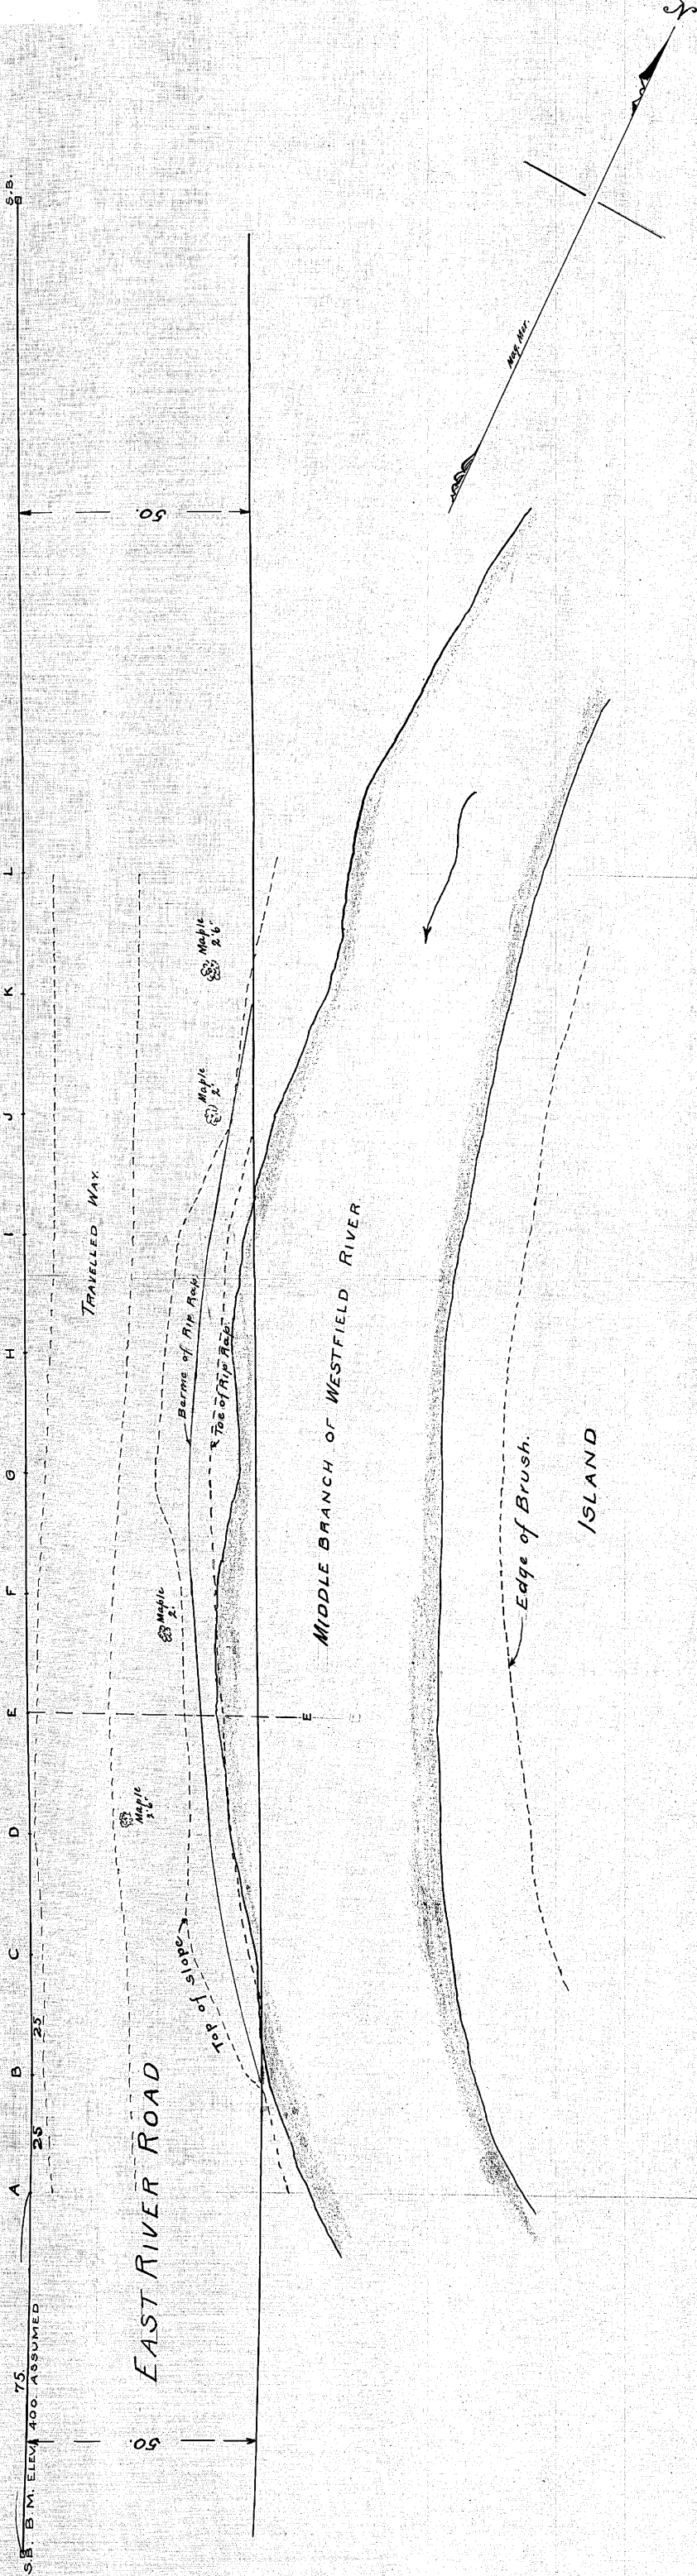 N
S.B.
Mag. Mer.
50.
L
K
J
I
H
G
F
E
D
C
B
A
25
25
75.
S.B. B.M. ELEV. 400. ASSUMED
Maple
2'6"
Maple
2'
TRAVELLED WAY.
Berme of Rip Rap.
Toe of Rip Rap.
MIDDLE BRANCH OF WESTFIELD RIVER
Edge of Brush.
ISLAND
Maple
2'
E
Maple
2'6"
Top of slope
EAST RIVER ROAD
50.